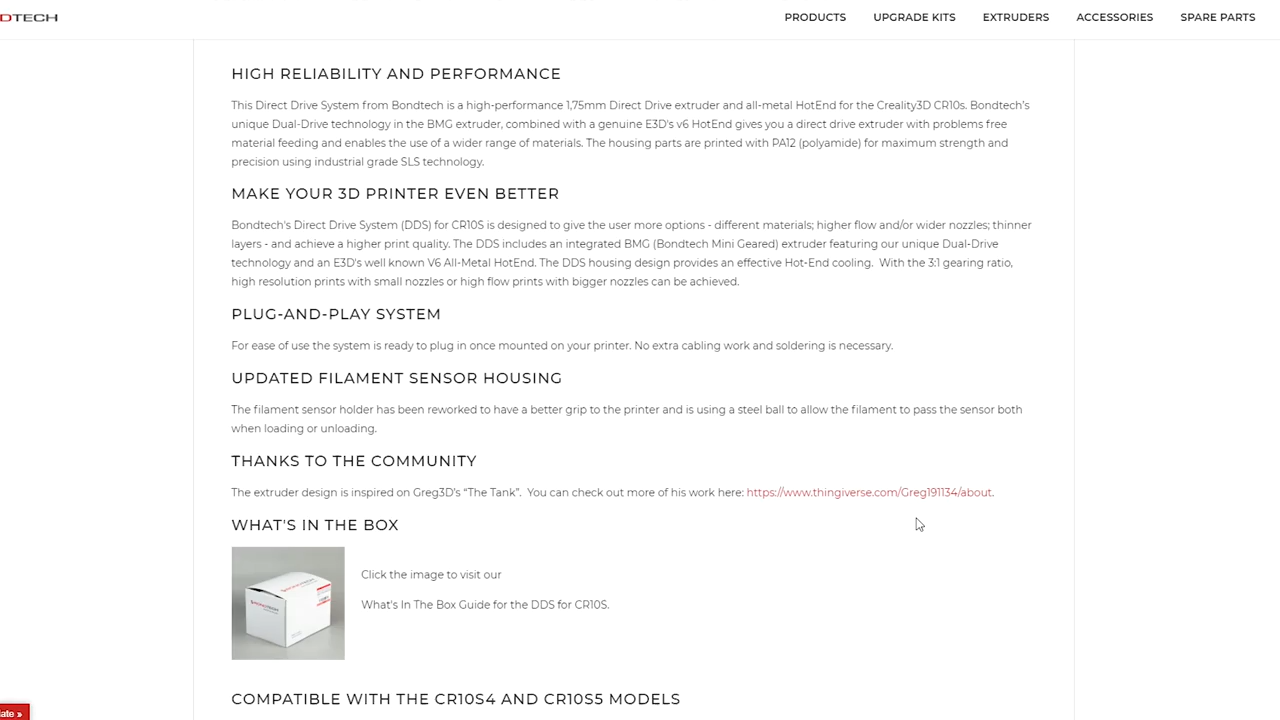 DTECH
PRODUCTS UPGRADE KITS EXTRUDERS ACCESSORIES SPARE PARTS
HIGH RELIABILITY AND PERFORMANCE
This Direct Drive System from Bondtech is a high-performance 1,75mm Direct Drive extruder and all-metal HotEnd for the Creality3D CR10s. Bondtech's
unique Dual-Drive technology in the BMG extruder, combined with a genuine E3D's v6 HotEnd gives you a direct drive extruder with problems free
material feeding and enables the use of a wider range of materials. The housing parts are printed with PA12 (polyamide) for maximum strength and
precision using industrial grade SLS technology.
MAKE YOUR 3D PRINTER EVEN BETTER
Bondtech's Direct Drive System (DDS) for CR10S is designed to give the user more options - different materials; higher flow and/or wider nozzles; thinner
layers - and achieve a higher print quality. The DDS includes an integrated BMG (Bondtech Mini Geared) extruder featuring our unique Dual-Drive
technology and an E3D's well known V6 All-Metal HotEnd. The DDS housing design provides an effective Hot-End cooling. With the 3:1 gearing ratio,
high resolution prints with small nozzles or high flow prints with bigger nozzles can be achieved.
PLUG-AND-PLAY SYSTEM
For ease of use the system is ready to plug in once mounted on your printer. No extra cabling work and soldering is necessary.
UPDATED FILAMENT SENSOR HOUSING
The filament sensor holder has been reworked to have a better grip to the printer and is using a steel ball to allow the filament to pass the sensor both
when loading or unloading.
THANKS TO THE COMMUNITY
The extruder design is inspired on Greg3D's “The Tank”. You can check out more of his work here: https://www.thingiverse.com/Greg191134/about.
WHAT'S IN THE BOX
Click the image to visit our
What's In The Box Guide for the DDS for CR10S.
COMPATIBLE WITH THE CR10S4 AND CR10S5 MODELS
late »